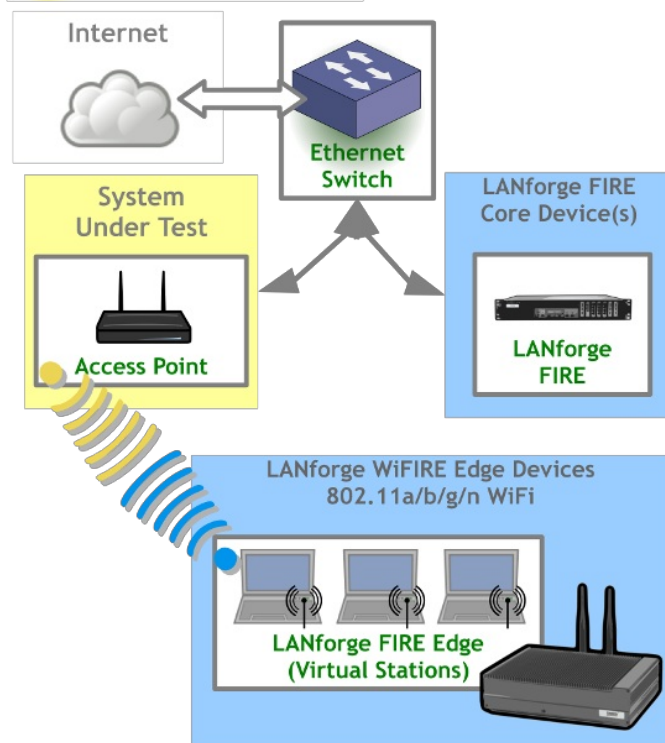 Internet
Ethernet
Switch
System
Under Test
Access Point
LANforge FIRE
Core Device(s)
LANforge
FIRE
LANforge WiFIRE Edge Devices
802.11a/b/g/n WiFi
LANforge FIRE Edge
(Virtual Stations)